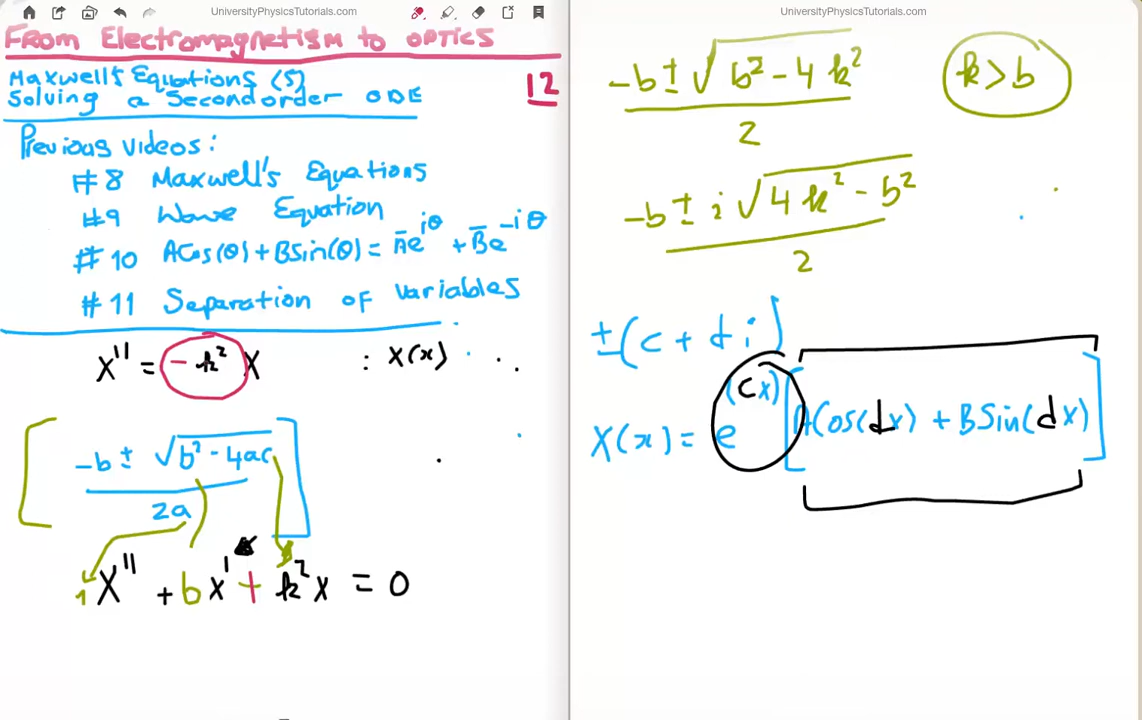 UniversityPhysicsTutorials.com
From Electromagnetism to OPTICS
Maxwell's Equations (5)
Solving a Second order ODE
12
Previous videos:
#8 Maxwell's Equations
#9 Wave Equation
#10 ACos(θ)+BSin(θ)= A̅e^iθ + B̅e^-iθ
#11 Separation of Variables
X'' = -k² X : X(x)
-b ± √b² - 4ac
2a
1X'' + bX' + k²X = 0
UniversityPhysicsTutorials.com
-b ± √b² - 4k²
2
k > b
-b ± i√4k² - b²
2
±(c + di)
X(x) = e^(cx) [ACos(dx) + BSin(dx)]